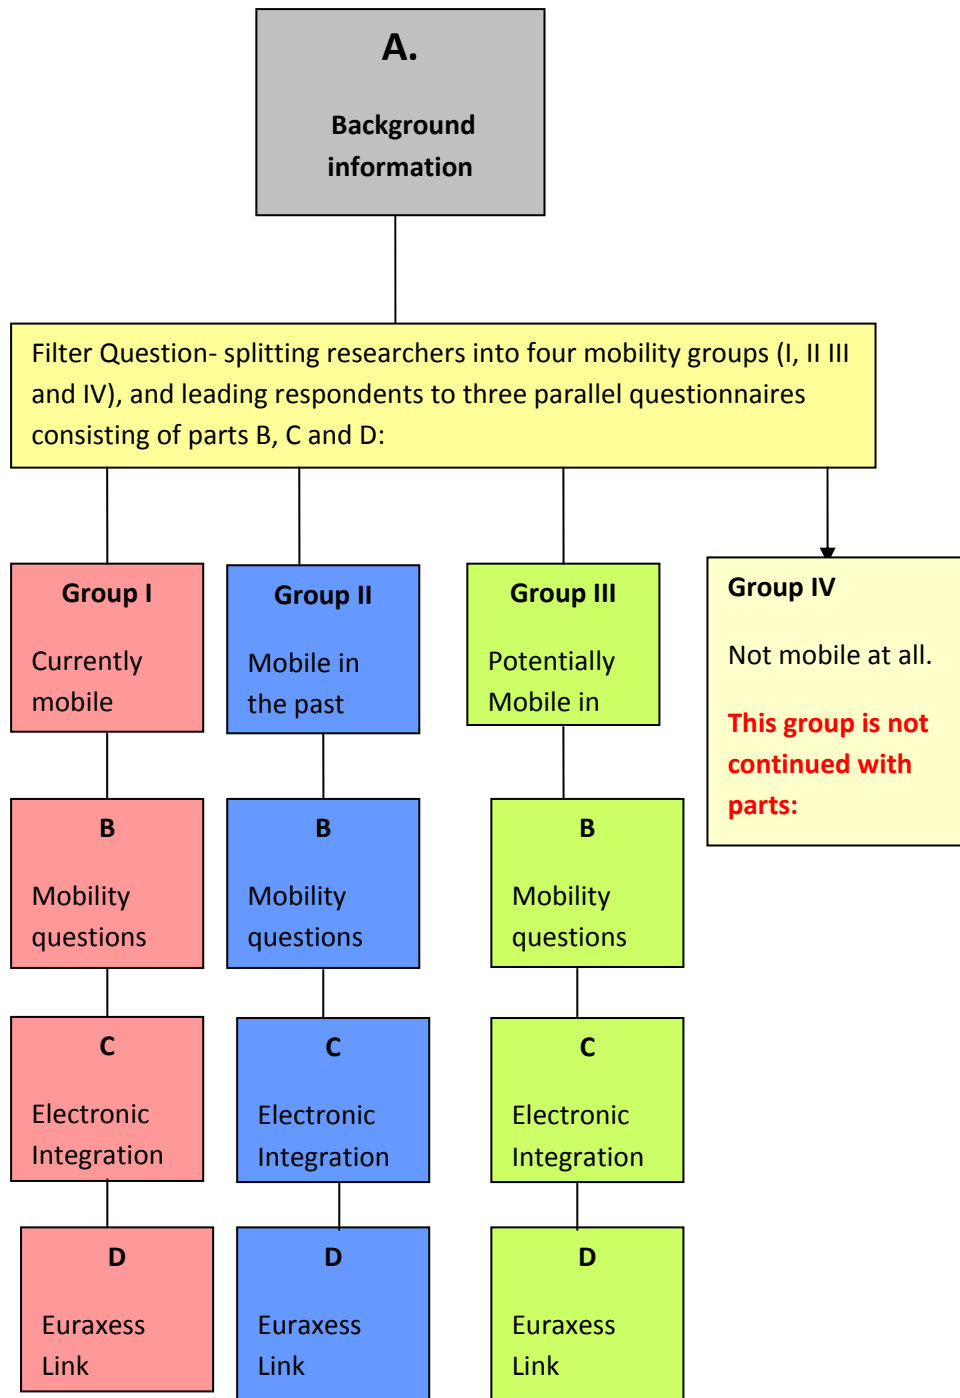 A.
Background
information
Filter Question- splitting researchers into four mobility groups (I, II III
and IV), and leading respondents to three parallel questionnaires
consisting of parts B, C and D:
Group I
Currently
mobile
Group II
Mobile in
the past
Group III
Potentially
Mobile in
Group IV
Not mobile at all.
This group is not
continued with
parts:
B
Mobility
questions
B
Mobility
questions
B
Mobility
questions
C
Electronic
Integration
C
Electronic
Integration
C
Electronic
Integration
D
Euraxess
Link
D
Euraxess
Link
D
Euraxess
Link